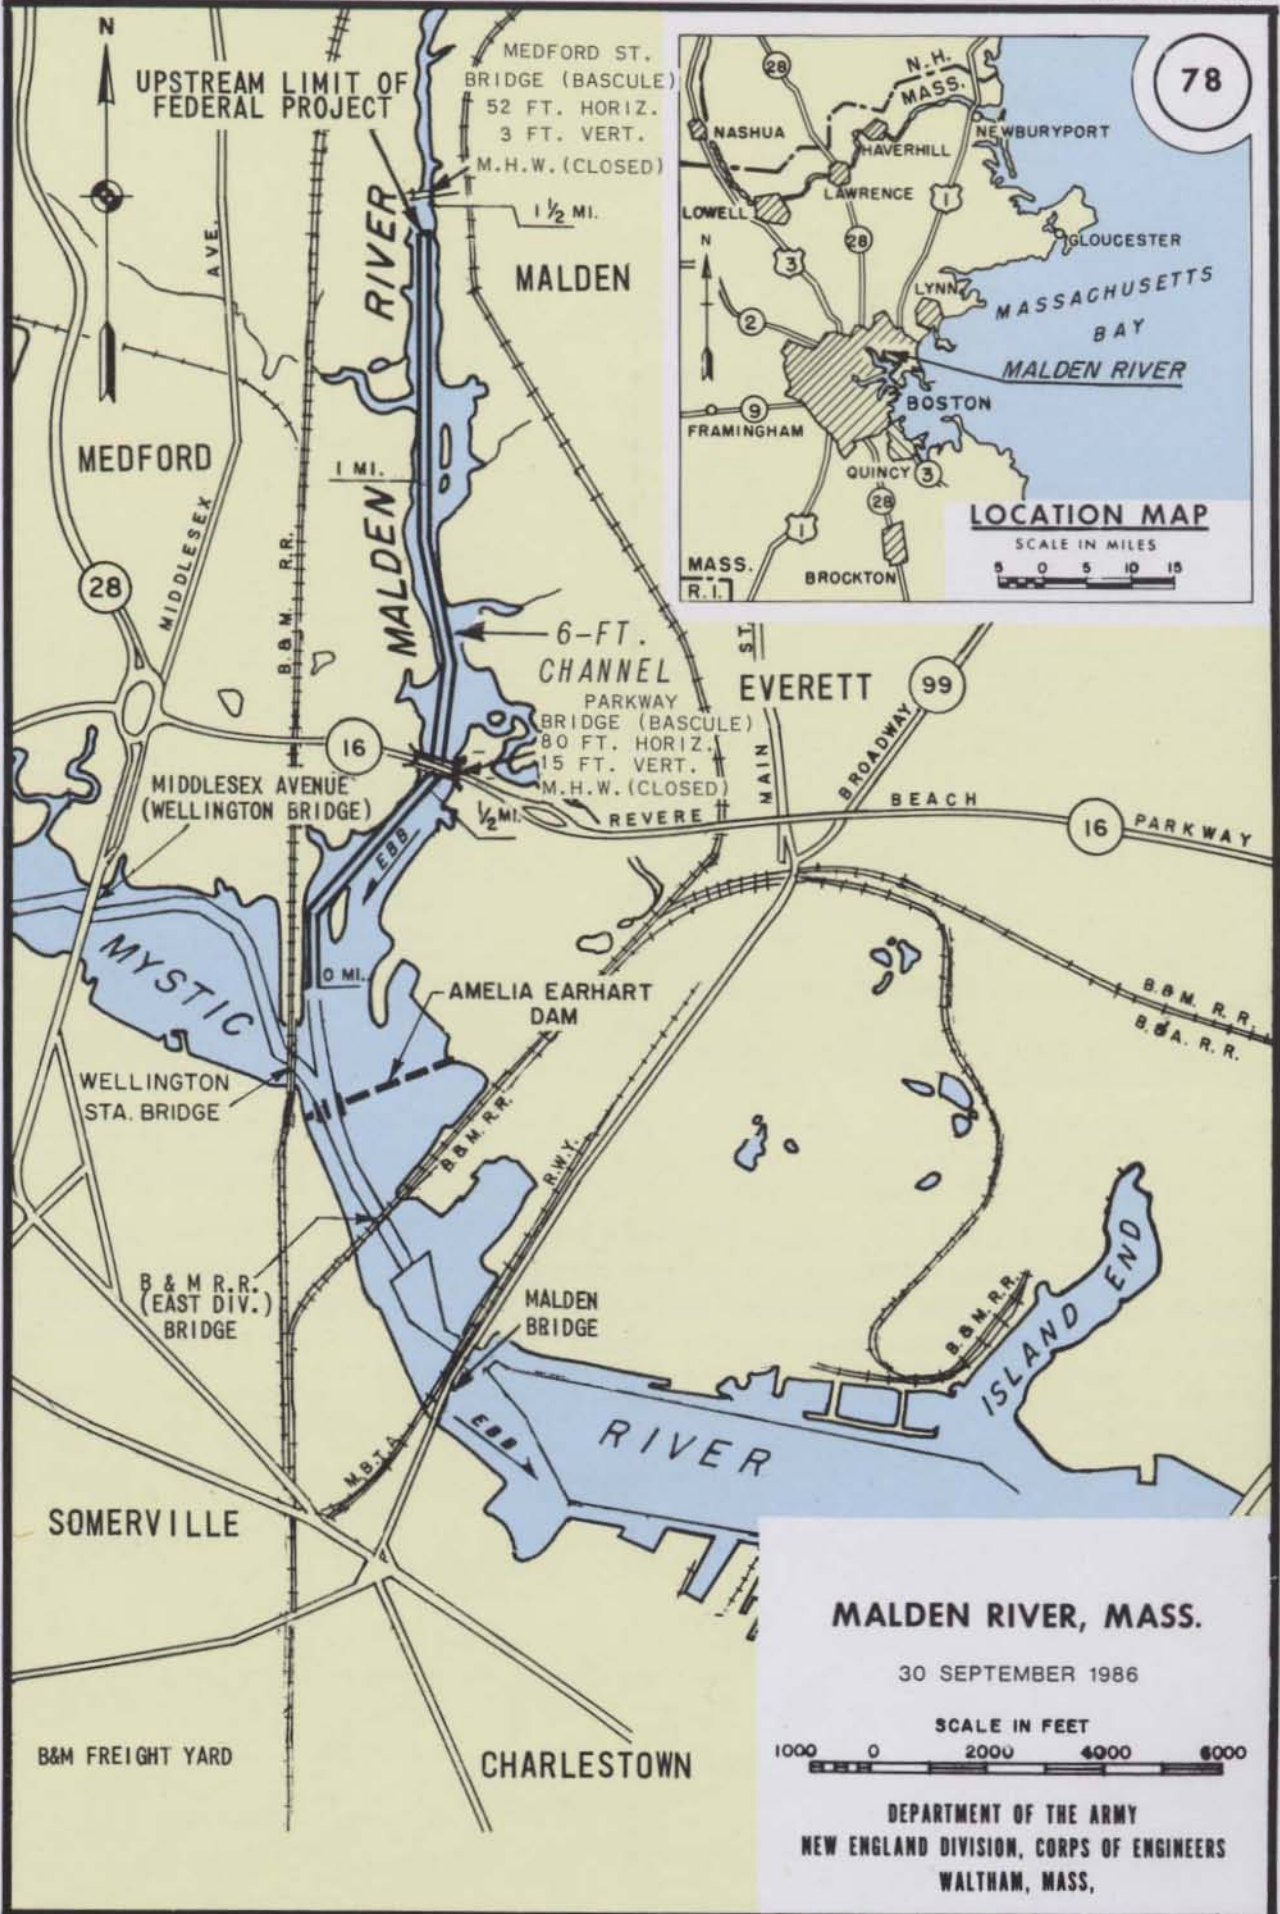 N
UPSTREAM LIMIT OF
FEDERAL PROJECT
MEDFORD ST.
BRIDGE (BASCULE)
52 FT. HORIZ.
3 FT. VERT.
M.H.W. (CLOSED)
1 1/2 MI.
MALDEN RIVER
MALDEN
AVE.
MIDDLESEX
MEDFORD
28
1 MI.
B. & M. R.R.
6-FT.
CHANNEL
PARKWAY
BRIDGE (BASCULE)
80 FT. HORIZ.
15 FT. VERT.
M.H.W. (CLOSED)
1/2 MI.
16
MIDDLESEX AVENUE
(WELLINGTON BRIDGE)
EBB
EVERETT
99
MAIN
ST.
BROADWAY
REVERE
BEACH
16
PARKWAY
MYSTIC
0 MI.
AMELIA EARHART
DAM
B.&M. R.R.
B.&A. R.R.
WELLINGTON
STA. BRIDGE
B.&M. R.R.
R.W.Y.
B & M R.R.
(EAST DIV.)
BRIDGE
MALDEN
BRIDGE
B.&M.R.R.
ISLAND END
EBB
RIVER
M.B.T.A.
SOMERVILLE
B&M FREIGHT YARD
CHARLESTOWN
78
28
N.H.
MASS.
NASHUA
NEWBURYPORT
HAVERHILL
LAWRENCE
1
LOWELL
N
28
3
GLOUCESTER
LYNN
MASSACHUSETTS
BAY
2
MALDEN RIVER
9
BOSTON
FRAMINGHAM
QUINCY
3
28
1
MASS.
R.I.
BROCKTON
LOCATION MAP
SCALE IN MILES
5 0 5 10 15
MALDEN RIVER, MASS.
30 SEPTEMBER 1986
SCALE IN FEET
1000 0 2000 4000 6000
DEPARTMENT OF THE ARMY
NEW ENGLAND DIVISION, CORPS OF ENGINEERS
WALTHAM, MASS,